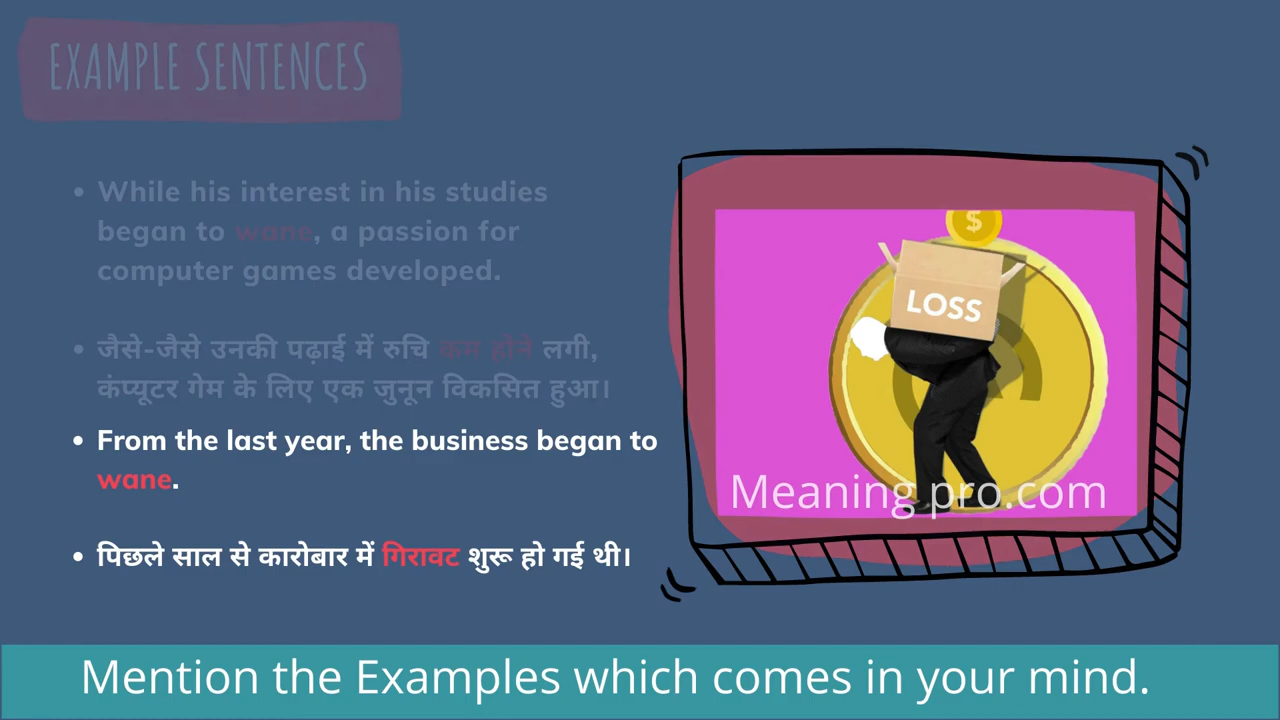 EXAMPLE SENTENCES
• While his interest in his studies
began to wane, a passion for
computer games developed.
• जैसे-जैसे उनकी पढ़ाई में रुचि कम होने लगी,
कंप्यूटर गेम के लिए एक जुनून विकसित हुआ।
• From the last year, the business began to
wane.
• पिछले साल से कारोबार में गिरावट शुरू हो गई थी।
$
LOSS
Meaning pro.com
Mention the Examples which comes in your mind.